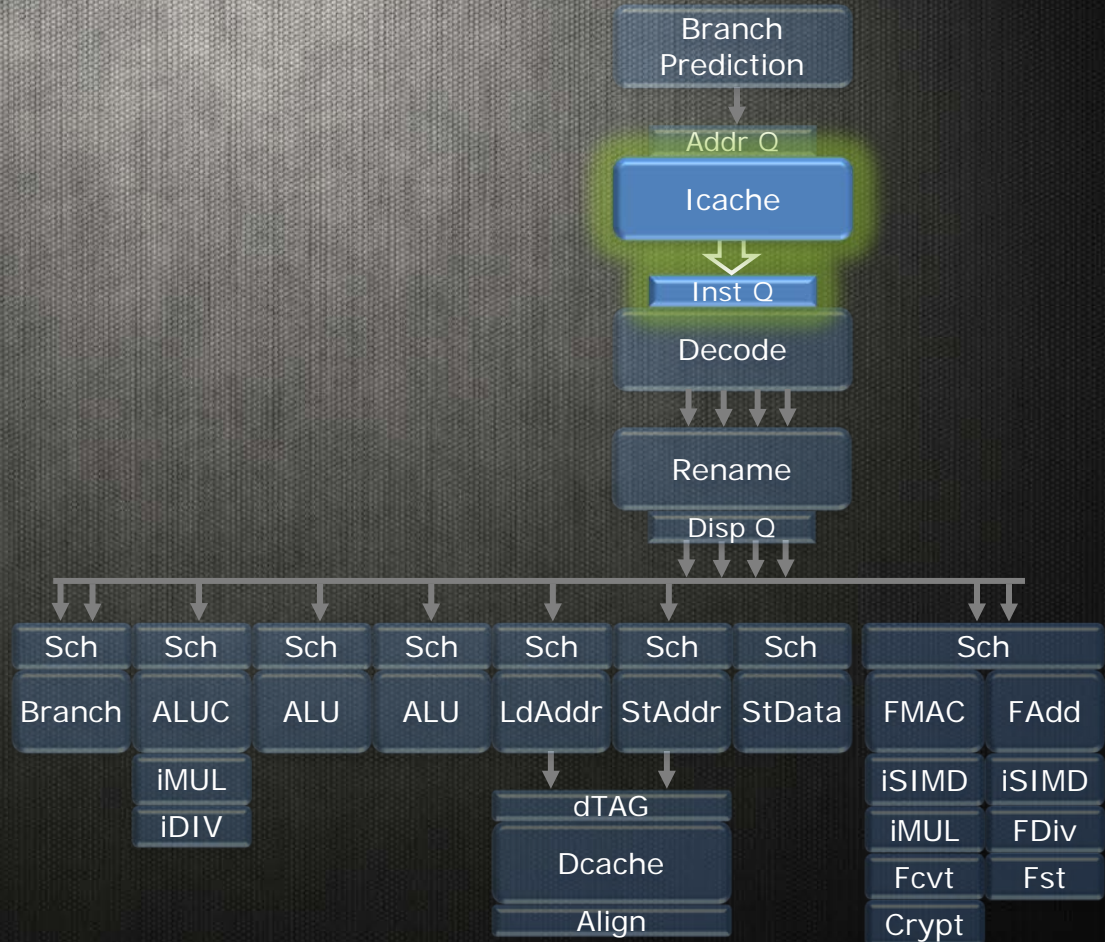 Branch
Prediction
Addr Q
Icache
Inst Q
Decode
Rename
Disp Q
Sch Sch Sch Sch Sch Sch Sch Sch
Branch ALUC ALU ALU LdAddr StAddr StData FMAC FAdd
iMUL iSIMD iSIMD
iDIV dTAG iMUL FDiv
Dcache Fcvt Fst
Align Crypt